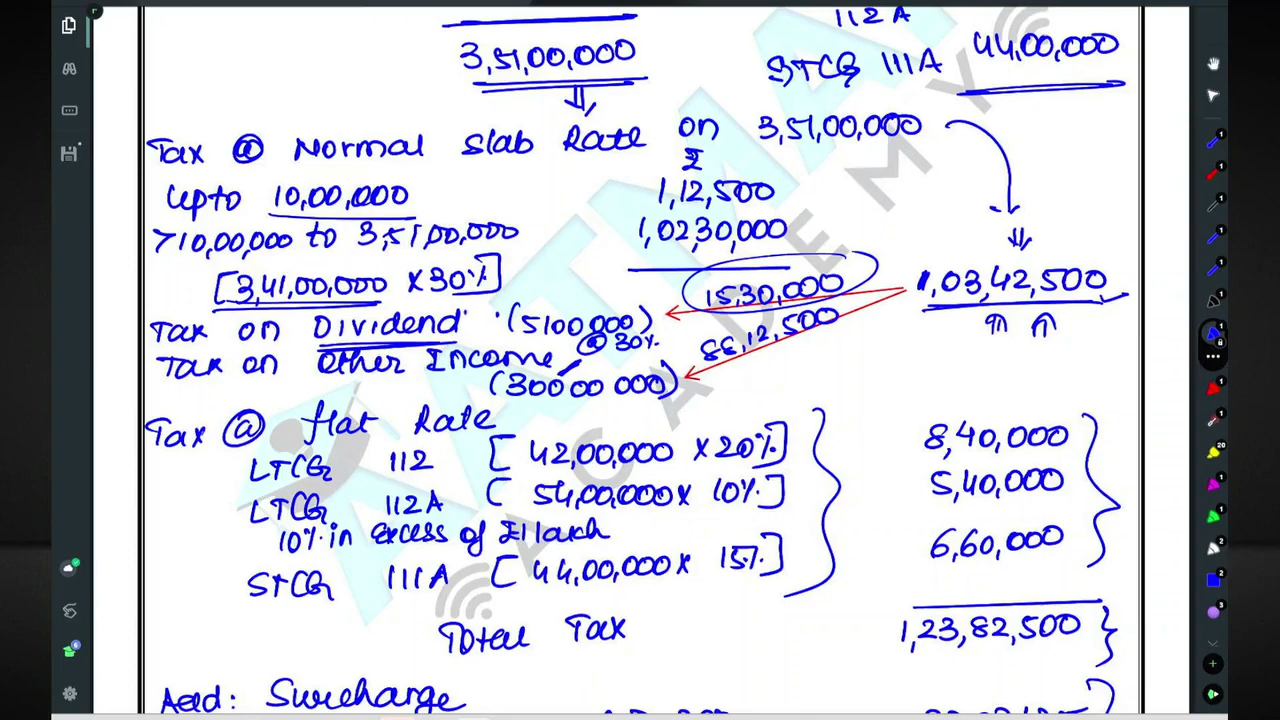 112A
3,51,00,000
STCG 111A 44,00,000
Tax @ Normal Slab Rate on 3,51,00,000
₹
Upto 10,00,000 1,12,500
>10,00,000 to 3,51,00,000 1,02,30,000
[3,41,00,000 x 30%] 15,30,000 1,03,42,500
Tax on Dividend (5100000)
@ 30% 88,12,500
Tax on Other Income
(300 00 000)
Tax @ flat Rate
LTCG 112 [42,00,000 x 20%] 8,40,000
LTCG 112A [54,00,000 x 10%] 5,40,000
10% in excess of ₹1 lakh
STCG 111A [44,00,000 x 15%] 6,60,000
Total Tax 1,23,82,500
Add: Surcharge
ACADEMY